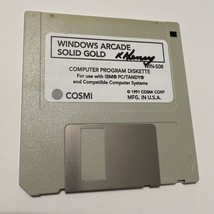 WINDOWS ARCADE
SOLID GOLD
WIN-508
COMPUTER PROGRAM DISKETTE
For use with IBM® PC/TANDY®
and Compatible Computer Systems
© 1991 COSMI CORP
COSMI
MFG. IN U.S.A.